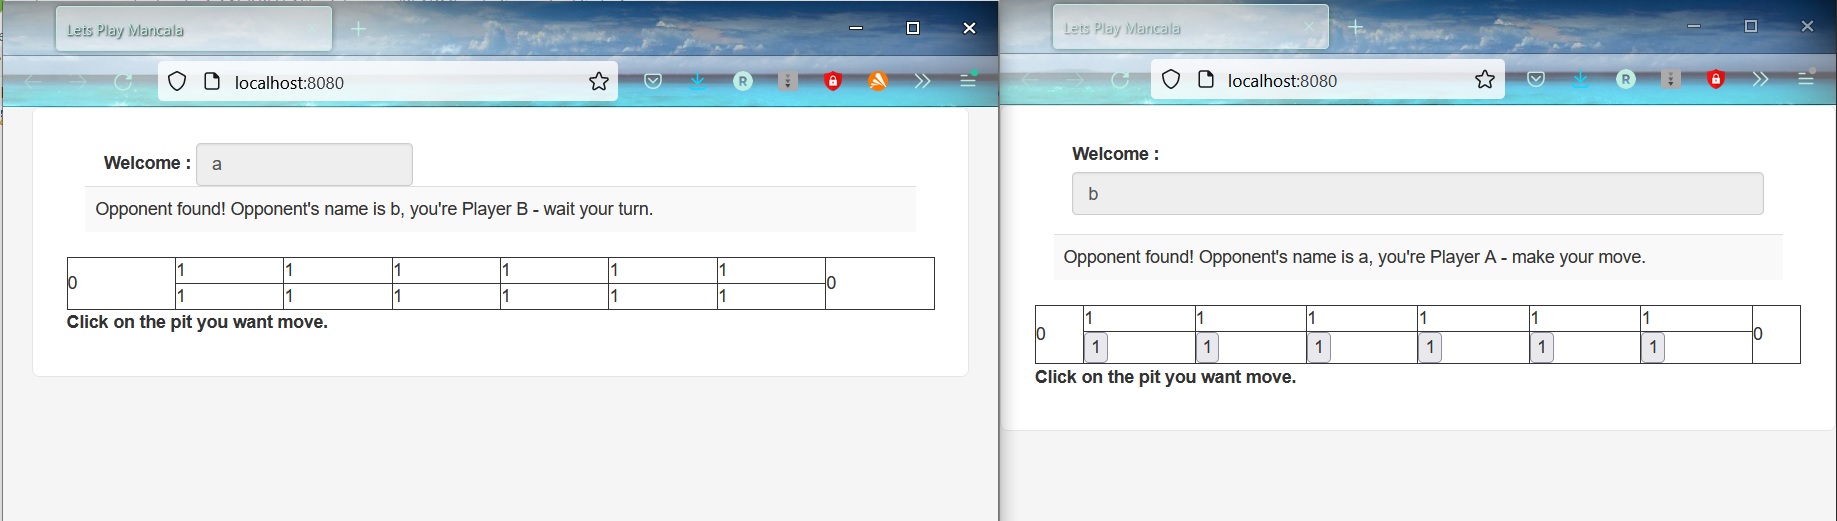 Lets Play Mancala
localhost:8080
Welcome :
a
Opponent found! Opponent's name is b, you're Player B - wait your turn.
0 1 1 1 1 1 1 0
1 1 1 1 1 1
Click on the pit you want move.
Lets Play Mancala
localhost:8080
Welcome :
b
Opponent found! Opponent's name is a, you're Player A - make your move.
0 1 1 1 1 1 1 0
1 1 1 1 1 1
Click on the pit you want move.